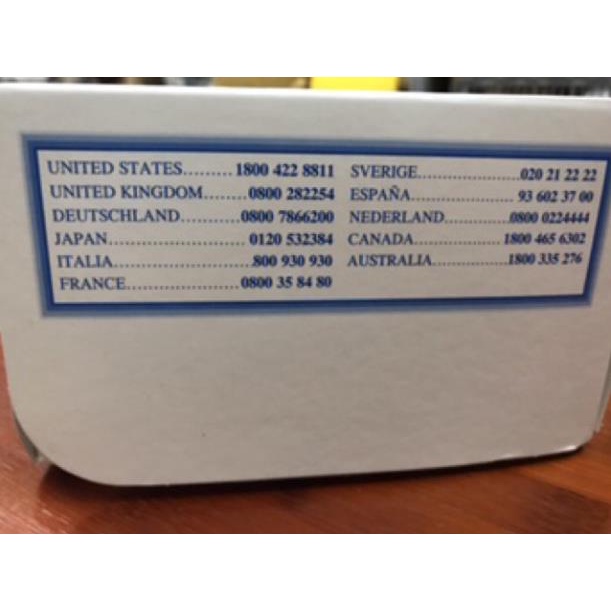 UNITED STATES.........1800 422 8811
UNITED KINGDOM.......0800 282254
DEUTSCHLAND..........0800 7866200
JAPAN.......................0120 532384
ITALIA.......................800 930 930
FRANCE...................0800 35 84 80
SVERIGE.................020 21 22 22
ESPAÑA..................93 602 37 00
NEDERLAND...........0800 0224444
CANADA................1800 465 6302
AUSTRALIA.............1800 335 276